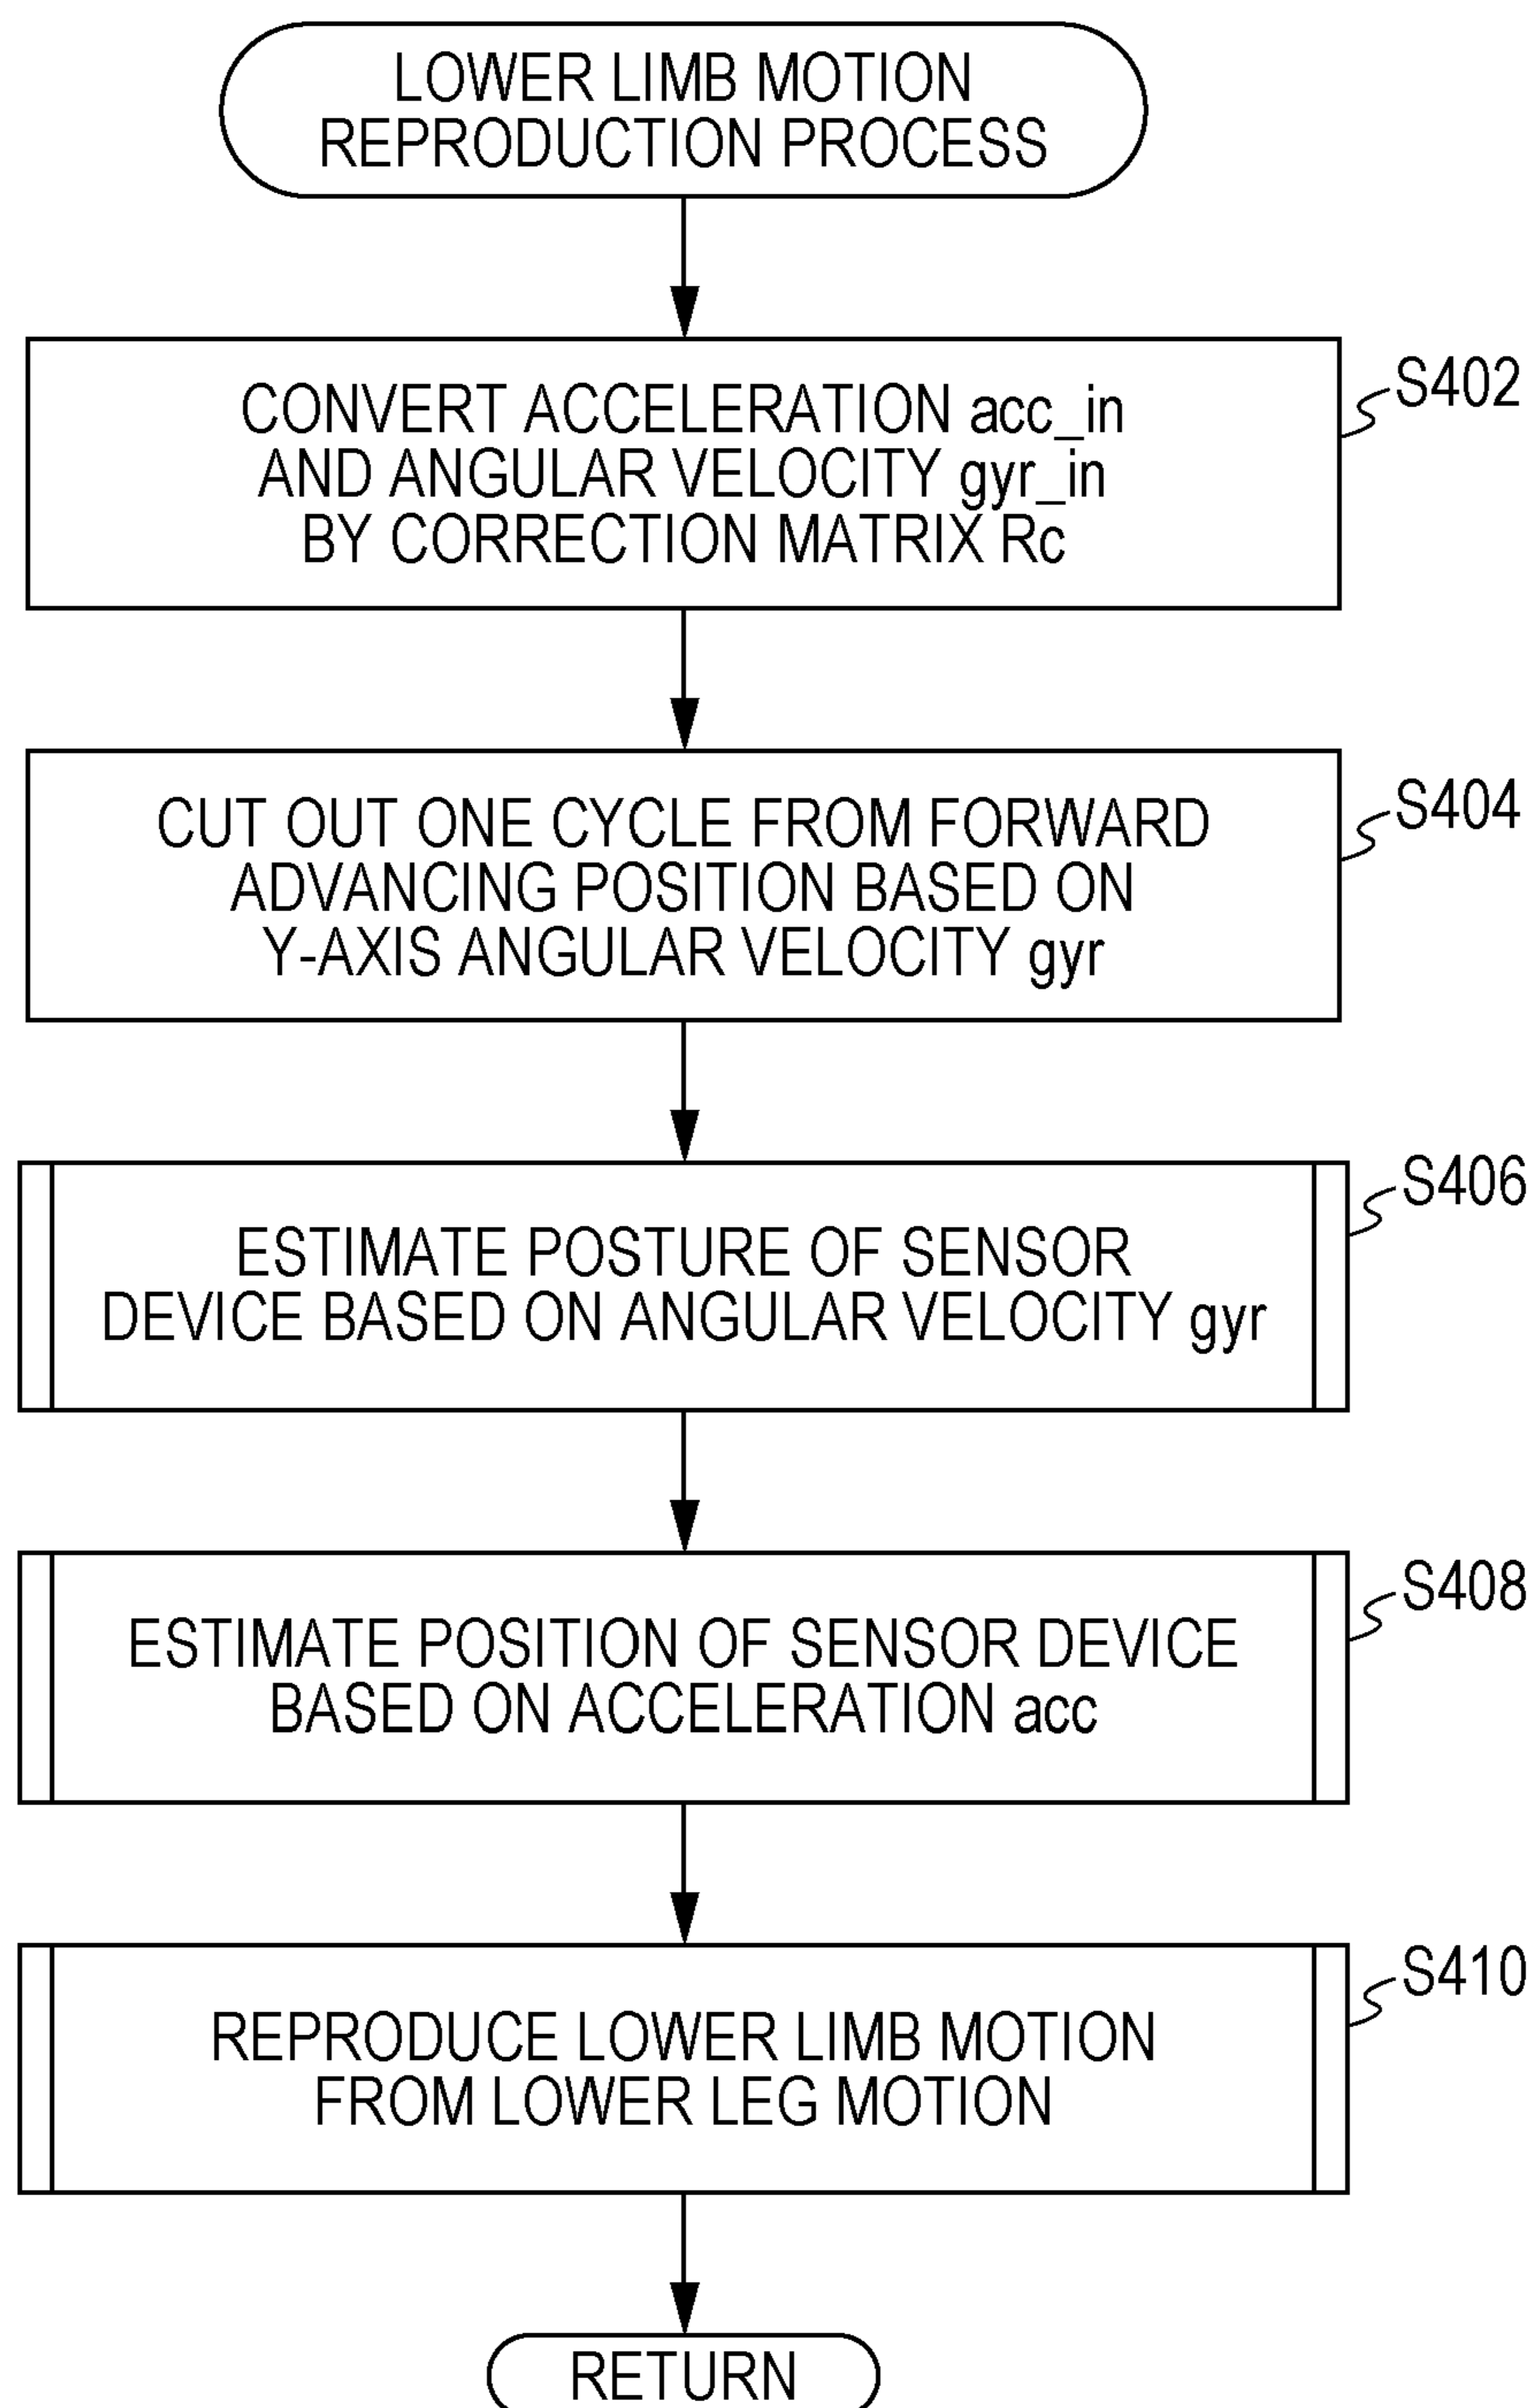 LOWER LIMB MOTION
REPRODUCTION PROCESS
CONVERT ACCELERATION acc_in
AND ANGULAR VELOCITY gyr_in
BY CORRECTION MATRIX Rc
S402
CUT OUT ONE CYCLE FROM FORWARD
ADVANCING POSITION BASED ON
Y-AXIS ANGULAR VELOCITY gyr
S404
ESTIMATE POSTURE OF SENSOR
DEVICE BASED ON ANGULAR VELOCITY gyr
S406
ESTIMATE POSITION OF SENSOR DEVICE
BASED ON ACCELERATION acc
S408
REPRODUCE LOWER LIMB MOTION
FROM LOWER LEG MOTION
S410
RETURN